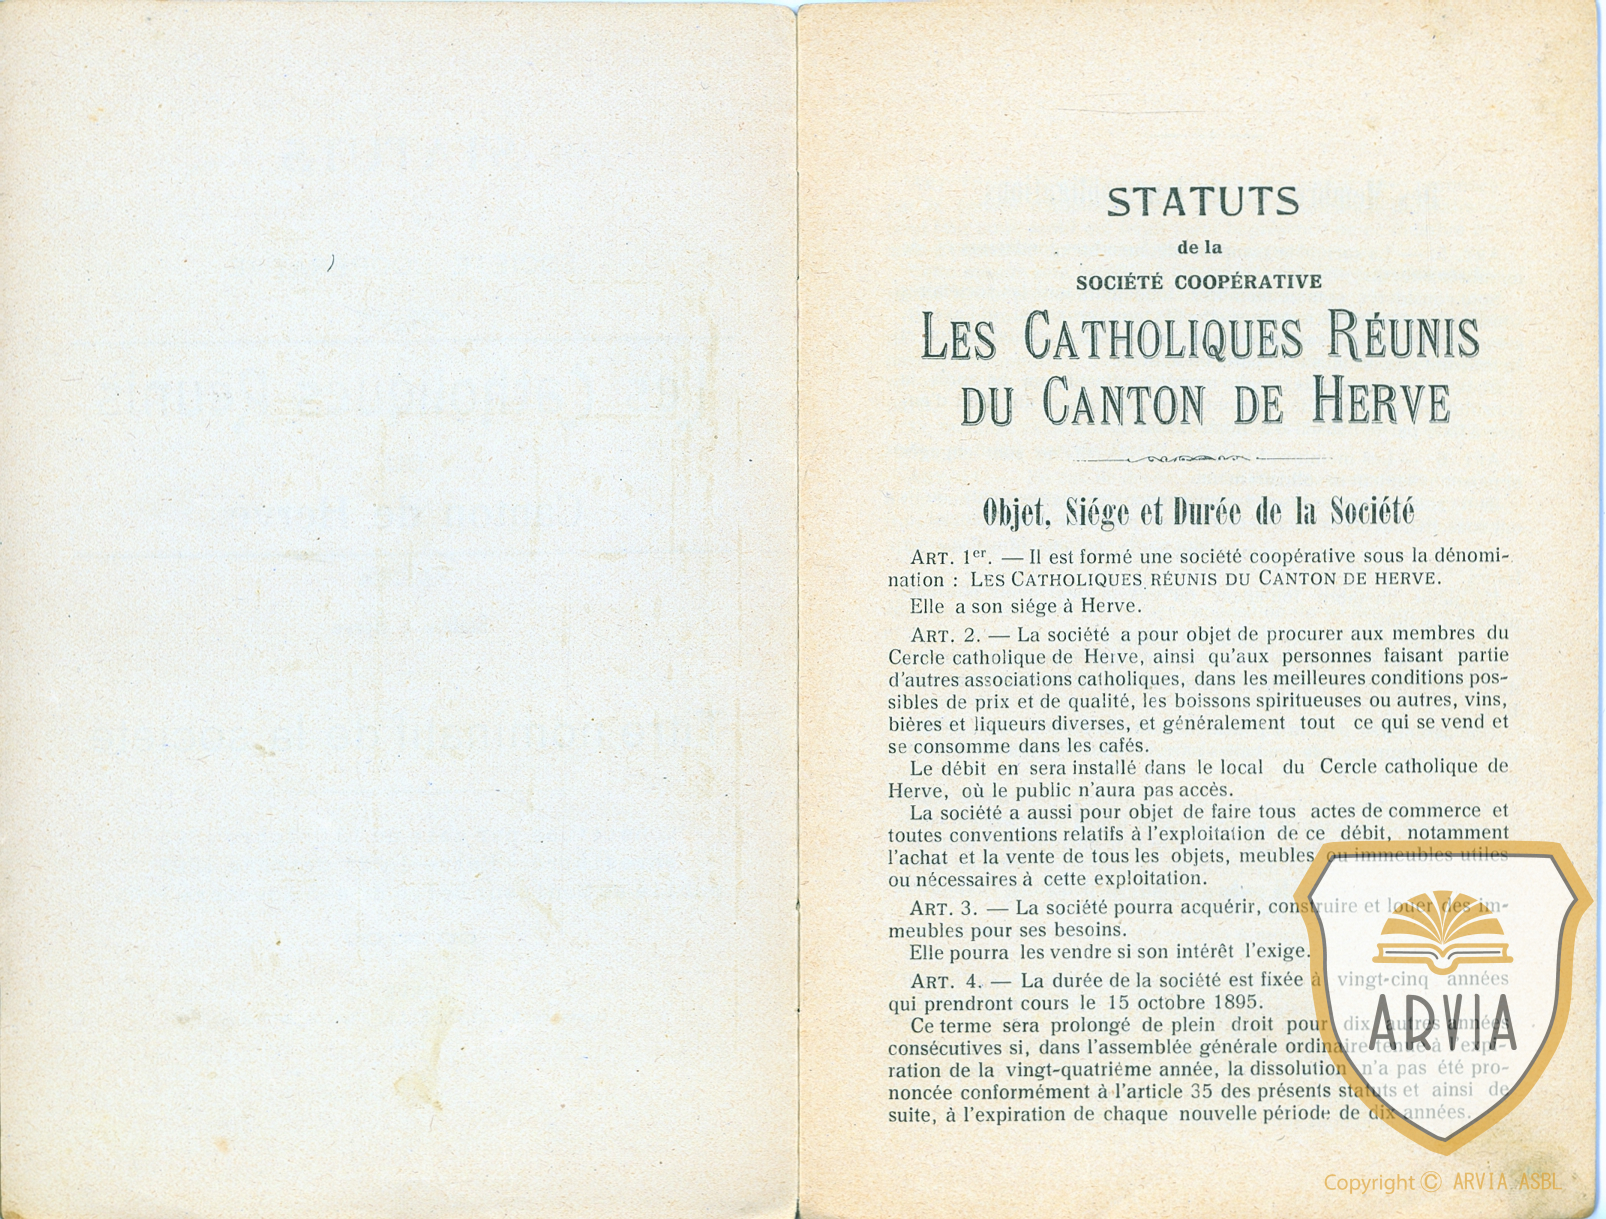 STATUTS
de la
SOCIÉTÉ COOPÉRATIVE
LES CATHOLIQUES RÉUNIS
DU CANTON DE HERVE
Objet, Siége et Durée de la Société
ART. 1er. — Il est formé une société coopérative sous la dénomi-
nation : LES CATHOLIQUES RÉUNIS DU CANTON DE HERVE.
Elle a son siége à Herve.
ART. 2. — La société a pour objet de procurer aux membres du
Cercle catholique de Herve, ainsi qu'aux personnes faisant partie
d'autres associations catholiques, dans les meilleures conditions pos-
sibles de prix et de qualité, les boissons spiritueuses ou autres, vins,
bières et liqueurs diverses, et généralement tout ce qui se vend et
se consomme dans les cafés.
Le débit en sera installé dans le local du Cercle catholique de
Herve, où le public n'aura pas accès.
La société a aussi pour objet de faire tous actes de commerce et
toutes conventions relatifs à l'exploitation de ce débit, notamment
l'achat et la vente de tous les objets, meubles ou immeubles utiles
ou nécessaires à cette exploitation.
ART. 3. — La société pourra acquérir, construire et louer des im-
meubles pour ses besoins.
Elle pourra les vendre si son intérêt l'exige.
ART. 4. — La durée de la société est fixée à vingt-cinq années
qui prendront cours le 15 octobre 1895.
Ce terme sera prolongé de plein droit pour dix autres années
consécutives si, dans l'assemblée générale ordinaire tenue à l'expi-
ration de la vingt-quatriéme année, la dissolution n'a pas été pro-
noncée conformément à l'article 35 des présents statuts et ainsi de
suite, à l'expiration de chaque nouvelle période de dix années.
ARVIA
Copyright © ARVIA ASBL